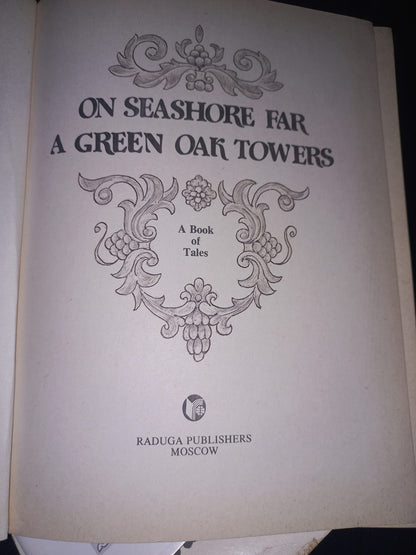 ON SEASHORE FAR
A GREEN OAK TOWERS
A Book
of
Tales
RADUGA PUBLISHERS
MOSCOW